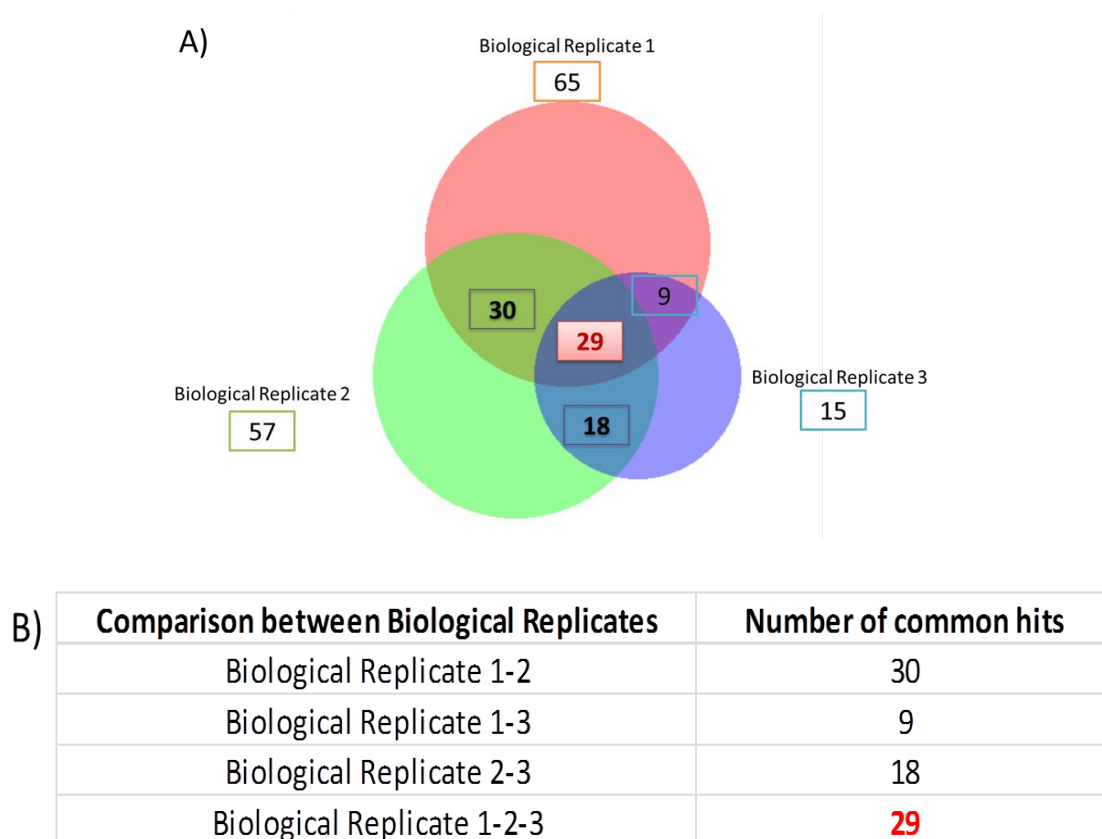 A)
Biological Replicate 1
65
30
9
29
Biological Replicate 2
57
18
Biological Replicate 3
15
B)
Comparison between Biological Replicates Number of common hits
Biological Replicate 1-2 30
Biological Replicate 1-3 9
Biological Replicate 2-3 18
Biological Replicate 1-2-3 29